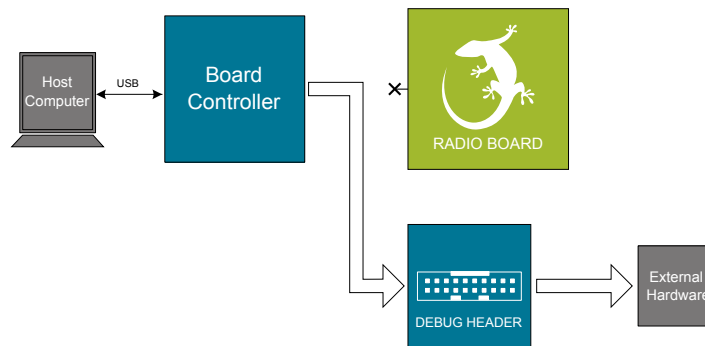 Host
Computer
USB
Board
Controller
RADIO BOARD
DEBUG HEADER
External
Hardware